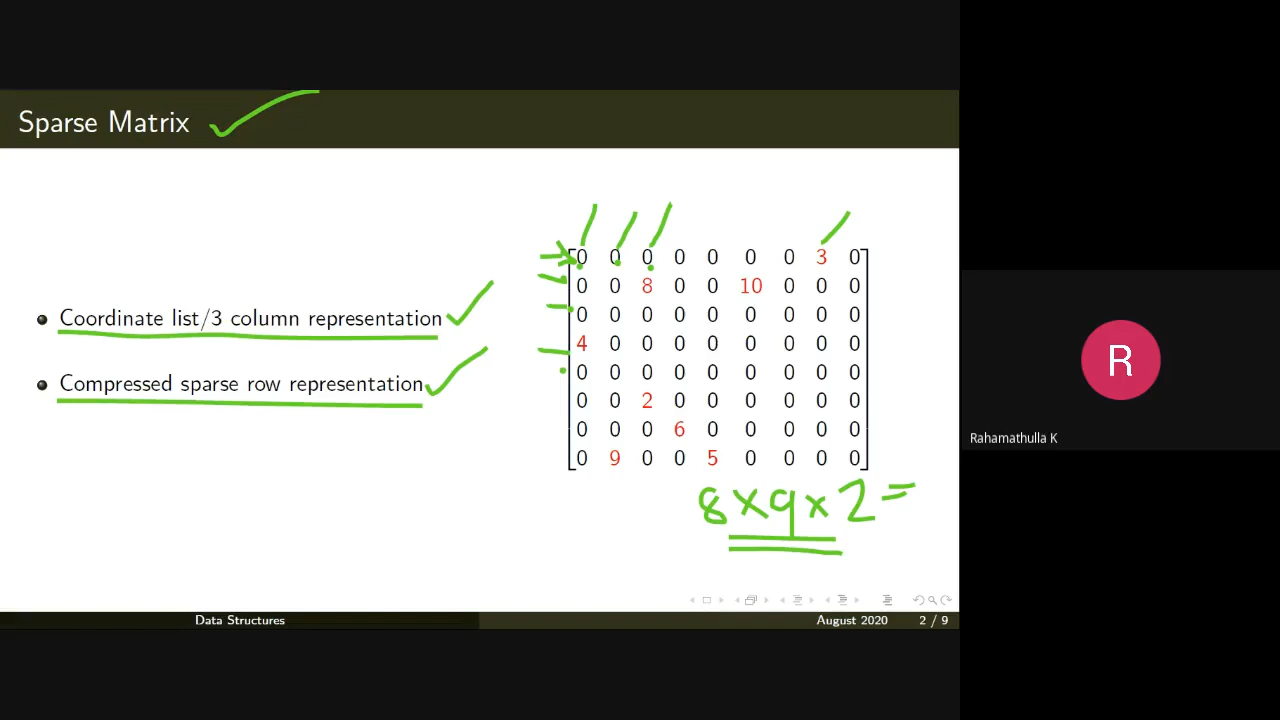 Sparse Matrix
Coordinate list/3 column representation
Compressed sparse row representation
0 0 0 0 0 0 0 3 0
0 0 8 0 0 10 0 0 0
0 0 0 0 0 0 0 0 0
4 0 0 0 0 0 0 0 0
0 0 0 0 0 0 0 0 0
0 0 2 0 0 0 0 0 0
0 0 0 6 0 0 0 0 0
0 9 0 0 5 0 0 0 0
8×9×2=
Data Structures August 2020 2 / 9
R
Rahamathulla K